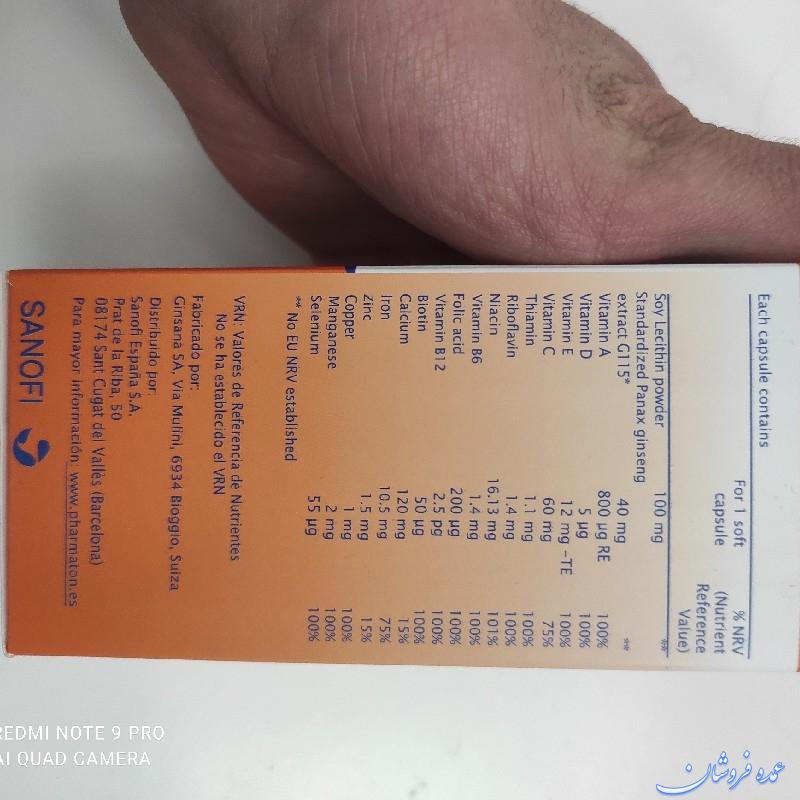 Each capsule contains For 1 soft capsule % NRV (Nutrient Reference Value)
Soy Lecithin powder 100 mg **
Standardized Panax ginseng
extract G115* 40 mg **
Vitamin A 800 µg RE 100%
Vitamin D 5 µg 100%
Vitamin E 12 mg –TE 100%
Vitamin C 60 mg 75%
Thiamin 1.1 mg 100%
Riboflavin 1.4 mg 100%
Niacin 16.13 mg 101%
Vitamin B6 1.4 mg 100%
Folic acid 200 µg 100%
Vitamin B12 2.5 µg 100%
Biotin 50 µg 100%
Calcium 120 mg 15%
Iron 10.5 mg 75%
Zinc 1.5 mg 15%
Copper 1 mg 100%
Manganese 2 mg 100%
Selenium 55 µg 100%
** No EU NRV established
VRN: Valores de Referencia de Nutrientes
No se ha establecido el VRN
Fabricado por:
Ginsana SA, Via Mulini, 6934 Bioggio, Suiza
Distribuido por:
Sanofi España S.A.
Prat de la Riba, 50
08174 Sant Cugat del Vallès (Barcelona)
Para mayor información: www.pharmaton.es
SANOFI
REDMI NOTE 9 PRO
AI QUAD CAMERA
عمده فروشان